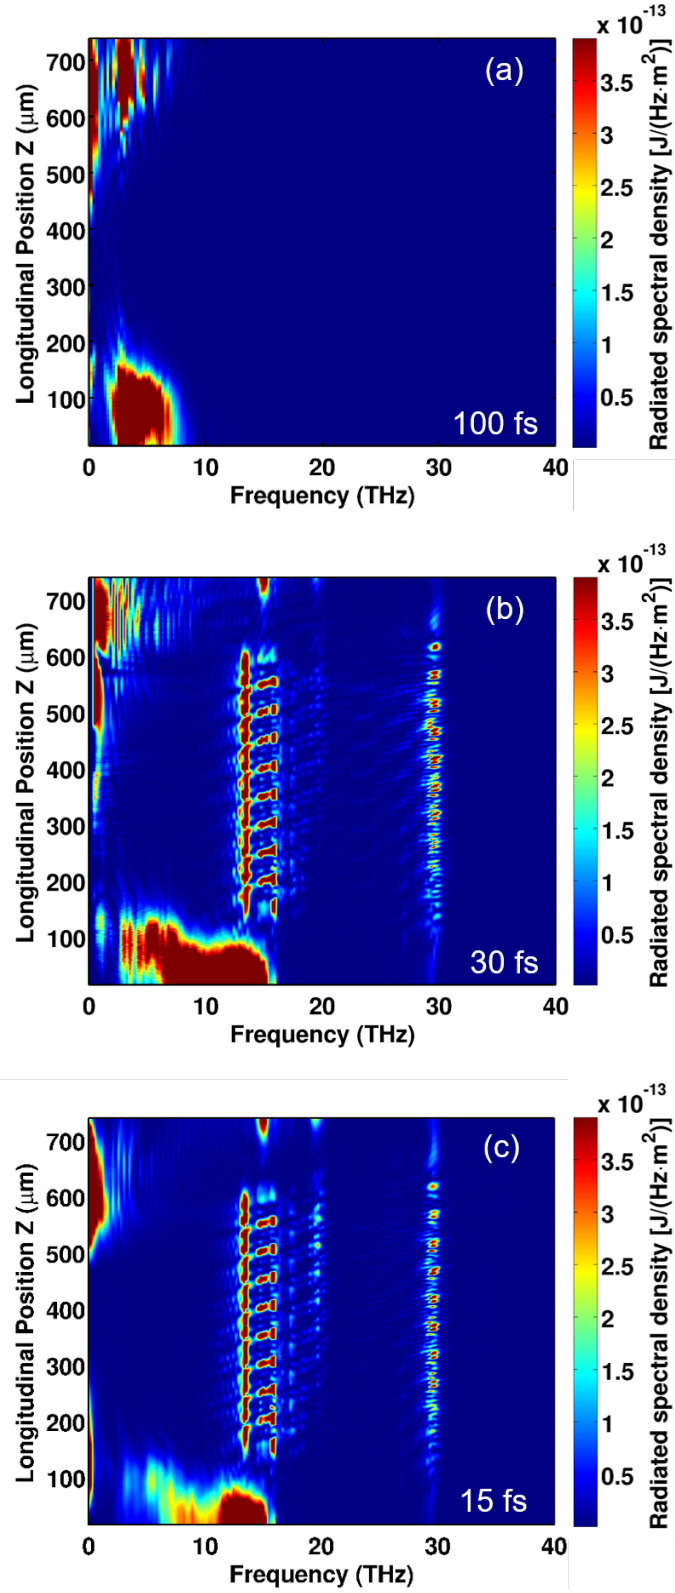 x 10^-13
(a)
700
600
500
400
300
200
100
Longitudinal Position Z (μm)
100 fs
0 10 20 30 40
Frequency (THz)
3.5
3
2.5
2
1.5
1
0.5
Radiated spectral density [J/(Hz·m^2)]
x 10^-13
(b)
700
600
500
400
300
200
100
Longitudinal Position Z (μm)
30 fs
0 10 20 30 40
Frequency (THz)
3.5
3
2.5
2
1.5
1
0.5
Radiated spectral density [J/(Hz·m^2)]
x 10^-13
(c)
700
600
500
400
300
200
100
Longitudinal Position Z (μm)
15 fs
0 10 20 30 40
Frequency (THz)
3.5
3
2.5
2
1.5
1
0.5
Radiated spectral density [J/(Hz·m^2)]